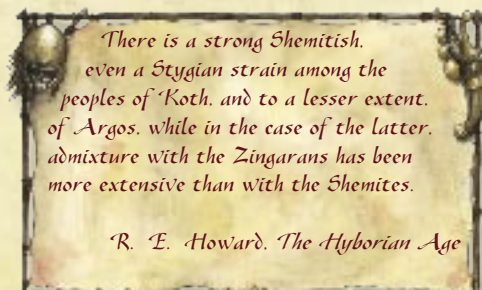 There is a strong Shemitish,
even a Stygian strain among the
peoples of Koth, and to a lesser extent,
of Argos, while in the case of the latter,
admixture with the Zingarans has been
more extensive than with the Shemites.
R. E. Howard, The Hyborian Age